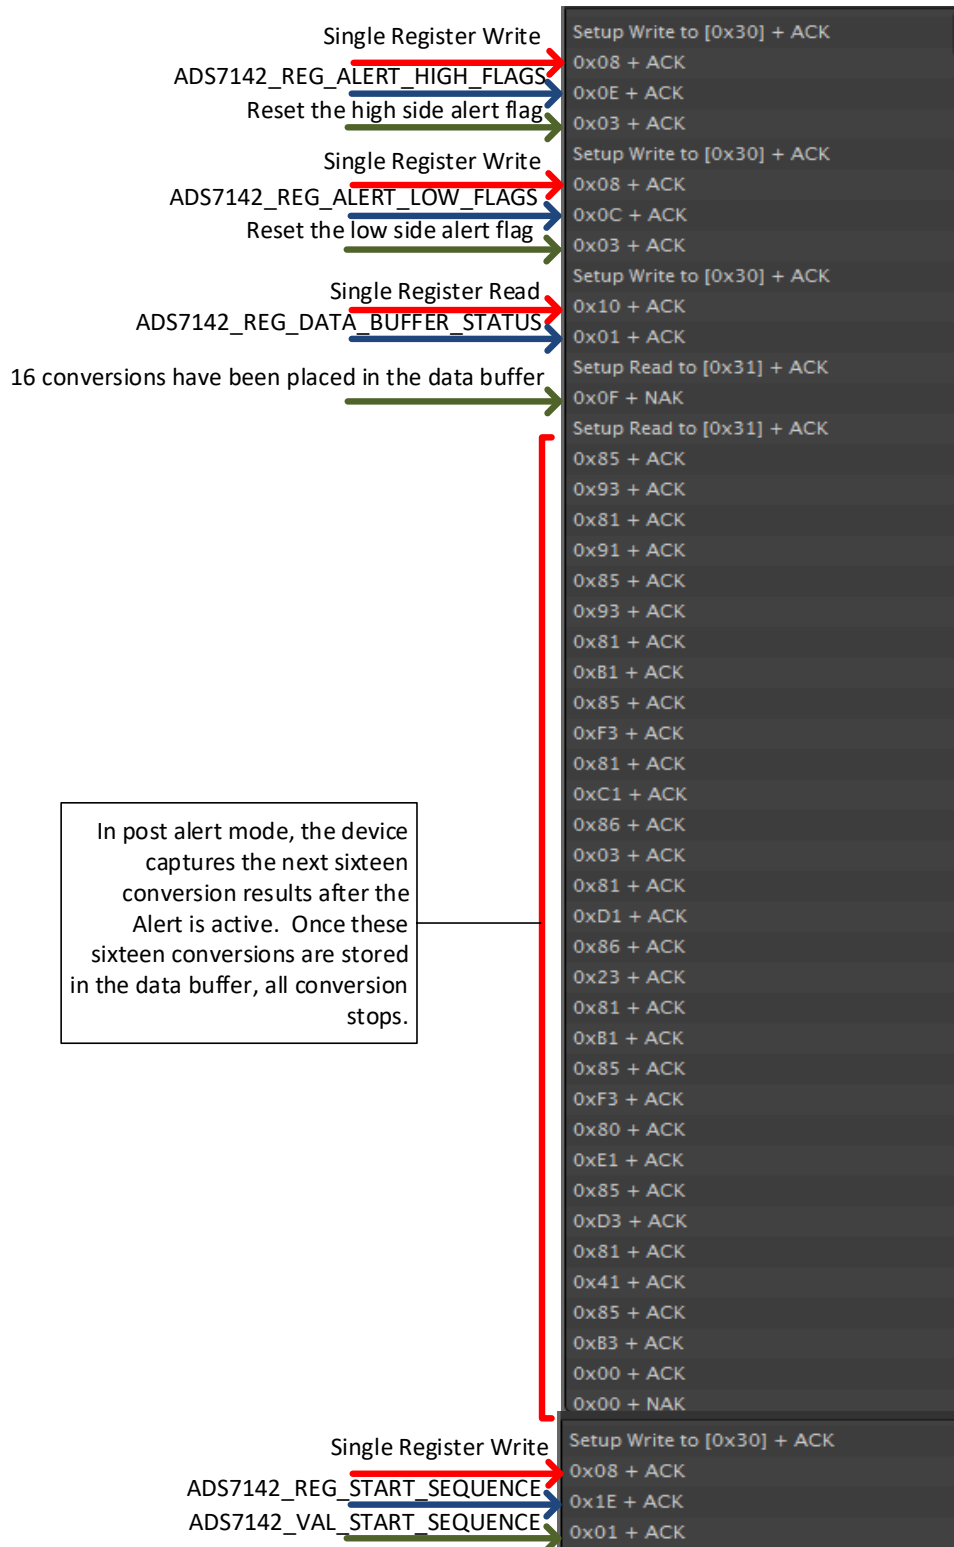 Single Register Write
Setup Write to [0x30] + ACK
0x08 + ACK
ADS7142_REG_ALERT_HIGH_FLAGS
0x0E + ACK
Reset the high side alert flag
0x03 + ACK
Single Register Write
Setup Write to [0x30] + ACK
0x08 + ACK
ADS7142_REG_ALERT_LOW_FLAGS
0x0C + ACK
Reset the low side alert flag
0x03 + ACK
Single Register Read
Setup Write to [0x30] + ACK
0x10 + ACK
ADS7142_REG_DATA_BUFFER_STATUS
0x01 + ACK
16 conversions have been placed in the data buffer
Setup Read to [0x31] + ACK
0x0F + NAK
Setup Read to [0x31] + ACK
0x85 + ACK
0x93 + ACK
0x81 + ACK
0x91 + ACK
0x85 + ACK
0x93 + ACK
0x81 + ACK
0xB1 + ACK
0x85 + ACK
0xF3 + ACK
0x81 + ACK
0xC1 + ACK
0x86 + ACK
0x03 + ACK
0x81 + ACK
0xD1 + ACK
0x86 + ACK
0x23 + ACK
0x81 + ACK
0xB1 + ACK
0x85 + ACK
0xF3 + ACK
0x80 + ACK
0xE1 + ACK
0x85 + ACK
0xD3 + ACK
0x81 + ACK
0x41 + ACK
0x85 + ACK
0xB3 + ACK
0x00 + ACK
0x00 + NAK
In post alert mode, the device
captures the next sixteen
conversion results after the
Alert is active. Once these
sixteen conversions are stored
in the data buffer, all conversion
stops.
Single Register Write
Setup Write to [0x30] + ACK
0x08 + ACK
ADS7142_REG_START_SEQUENCE
0x1E + ACK
ADS7142_VAL_START_SEQUENCE
0x01 + ACK